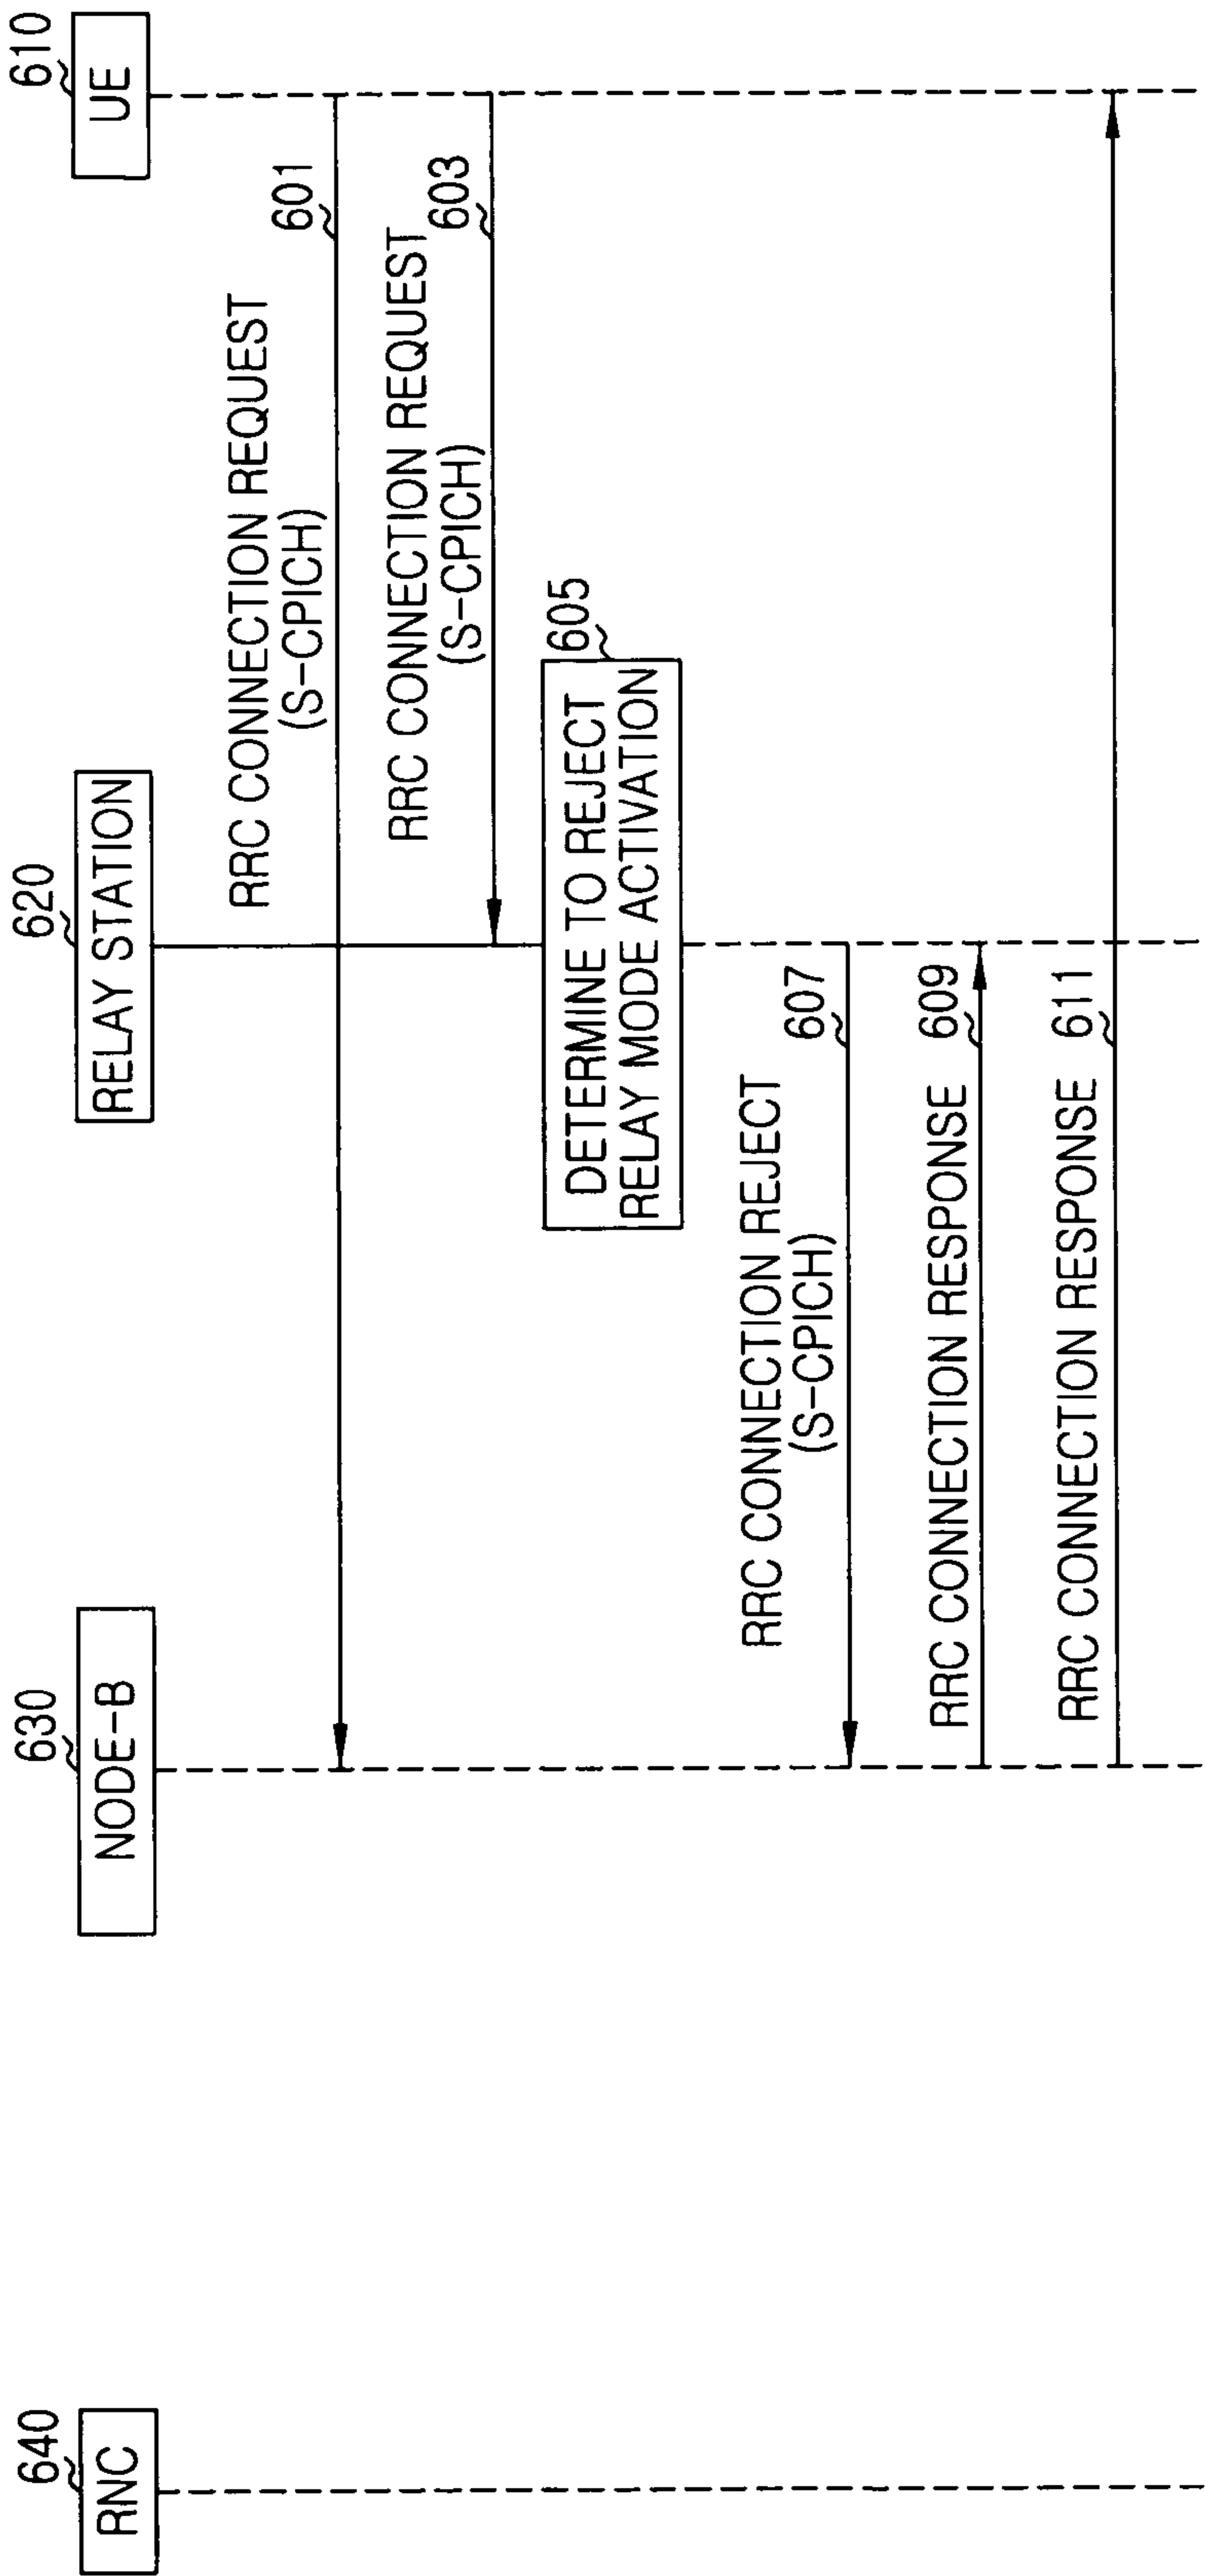 640
RNC
630
NODE-B
620
RELAY STATION
610
UE
RRC CONNECTION REQUEST
(S-CPICH)
601
RRC CONNECTION REQUEST
(S-CPICH)
603
605
DETERMINE TO REJECT
RELAY MODE ACTIVATION
RRC CONNECTION REJECT
(S-CPICH)
607
RRC CONNECTION RESPONSE
609
RRC CONNECTION RESPONSE
611